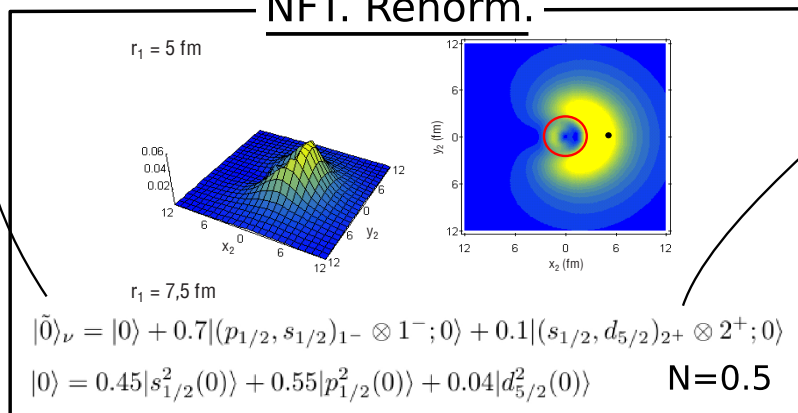 NFT. Renorm.
r₁ = 5 fm
0.06
0.04
0.02
12 6 0 6 12
x₂
12 6 0 6 12
y₂
12
6
0
6
12
y₂ (fm)
12 6 0 6 12
x₂ (fm)
r₁ = 7,5 fm
|0̃⟩ᵥ = |0⟩ + 0.7|(p₁/₂, s₁/₂)₁₋ ⊗ 1⁻; 0⟩ + 0.1|(s₁/₂, d₅/₂)₂₊ ⊗ 2⁺; 0⟩
|0⟩ = 0.45|s²₁/₂(0)⟩ + 0.55|p²₁/₂(0)⟩ + 0.04|d²₅/₂(0)⟩
N=0.5